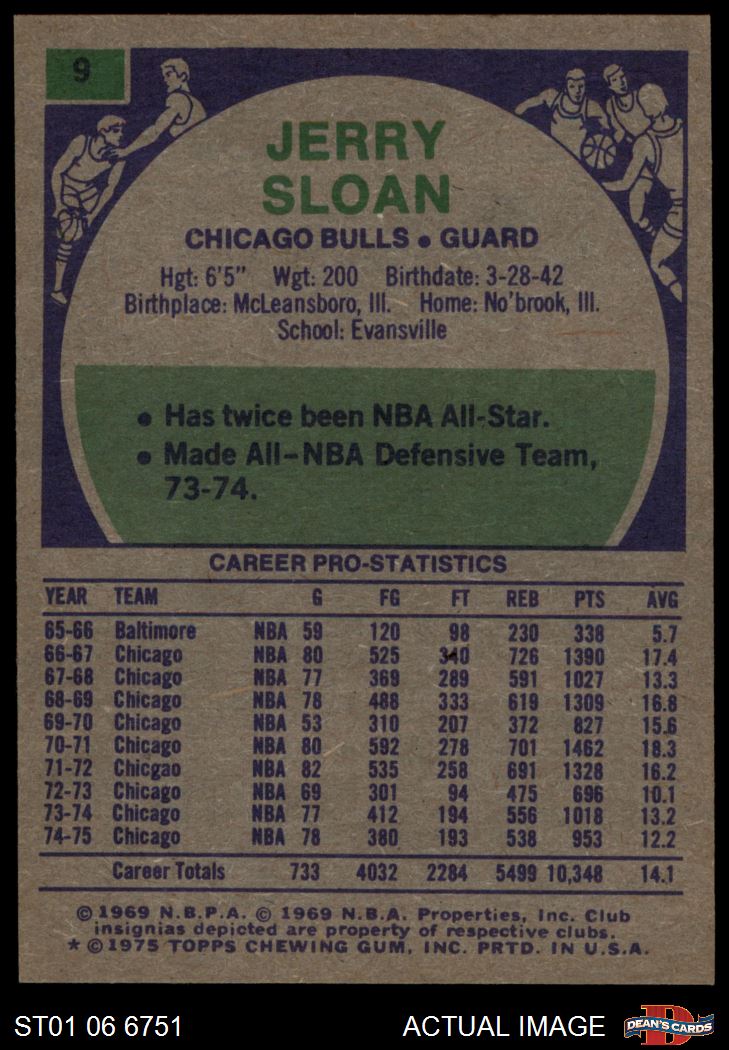 9
JERRY
SLOAN
CHICAGO BULLS • GUARD
Hgt: 6'5" Wgt: 200 Birthdate: 3-28-42
Birthplace: McLeansboro, Ill. Home: No'brook, Ill.
School: Evansville
• Has twice been NBA All-Star.
• Made All-NBA Defensive Team,
73-74.
CAREER PRO-STATISTICS
YEAR TEAM G FG FT REB PTS AVG
65-66 Baltimore NBA 59 120 98 230 338 5.7
66-67 Chicago NBA 80 525 340 726 1390 17.4
67-68 Chicago NBA 77 369 289 591 1027 13.3
68-69 Chicago NBA 78 488 333 619 1309 16.8
69-70 Chicago NBA 53 310 207 372 827 15.6
70-71 Chicago NBA 80 592 278 701 1462 18.3
71-72 Chicgao NBA 82 535 258 691 1328 16.2
72-73 Chicago NBA 69 301 94 475 696 10.1
73-74 Chicago NBA 77 412 194 556 1018 13.2
74-75 Chicago NBA 78 380 193 538 953 12.2
Career Totals 733 4032 2284 5499 10,348 14.1
© 1969 N.B.P.A. © 1969 N.B.A. Properties, Inc. Club
insignias depicted are property of respective clubs.
* © 1975 TOPPS CHEWING GUM, INC. PRTD. IN U.S.A.
ST01 06 6751 ACTUAL IMAGE DEAN'S CARDS